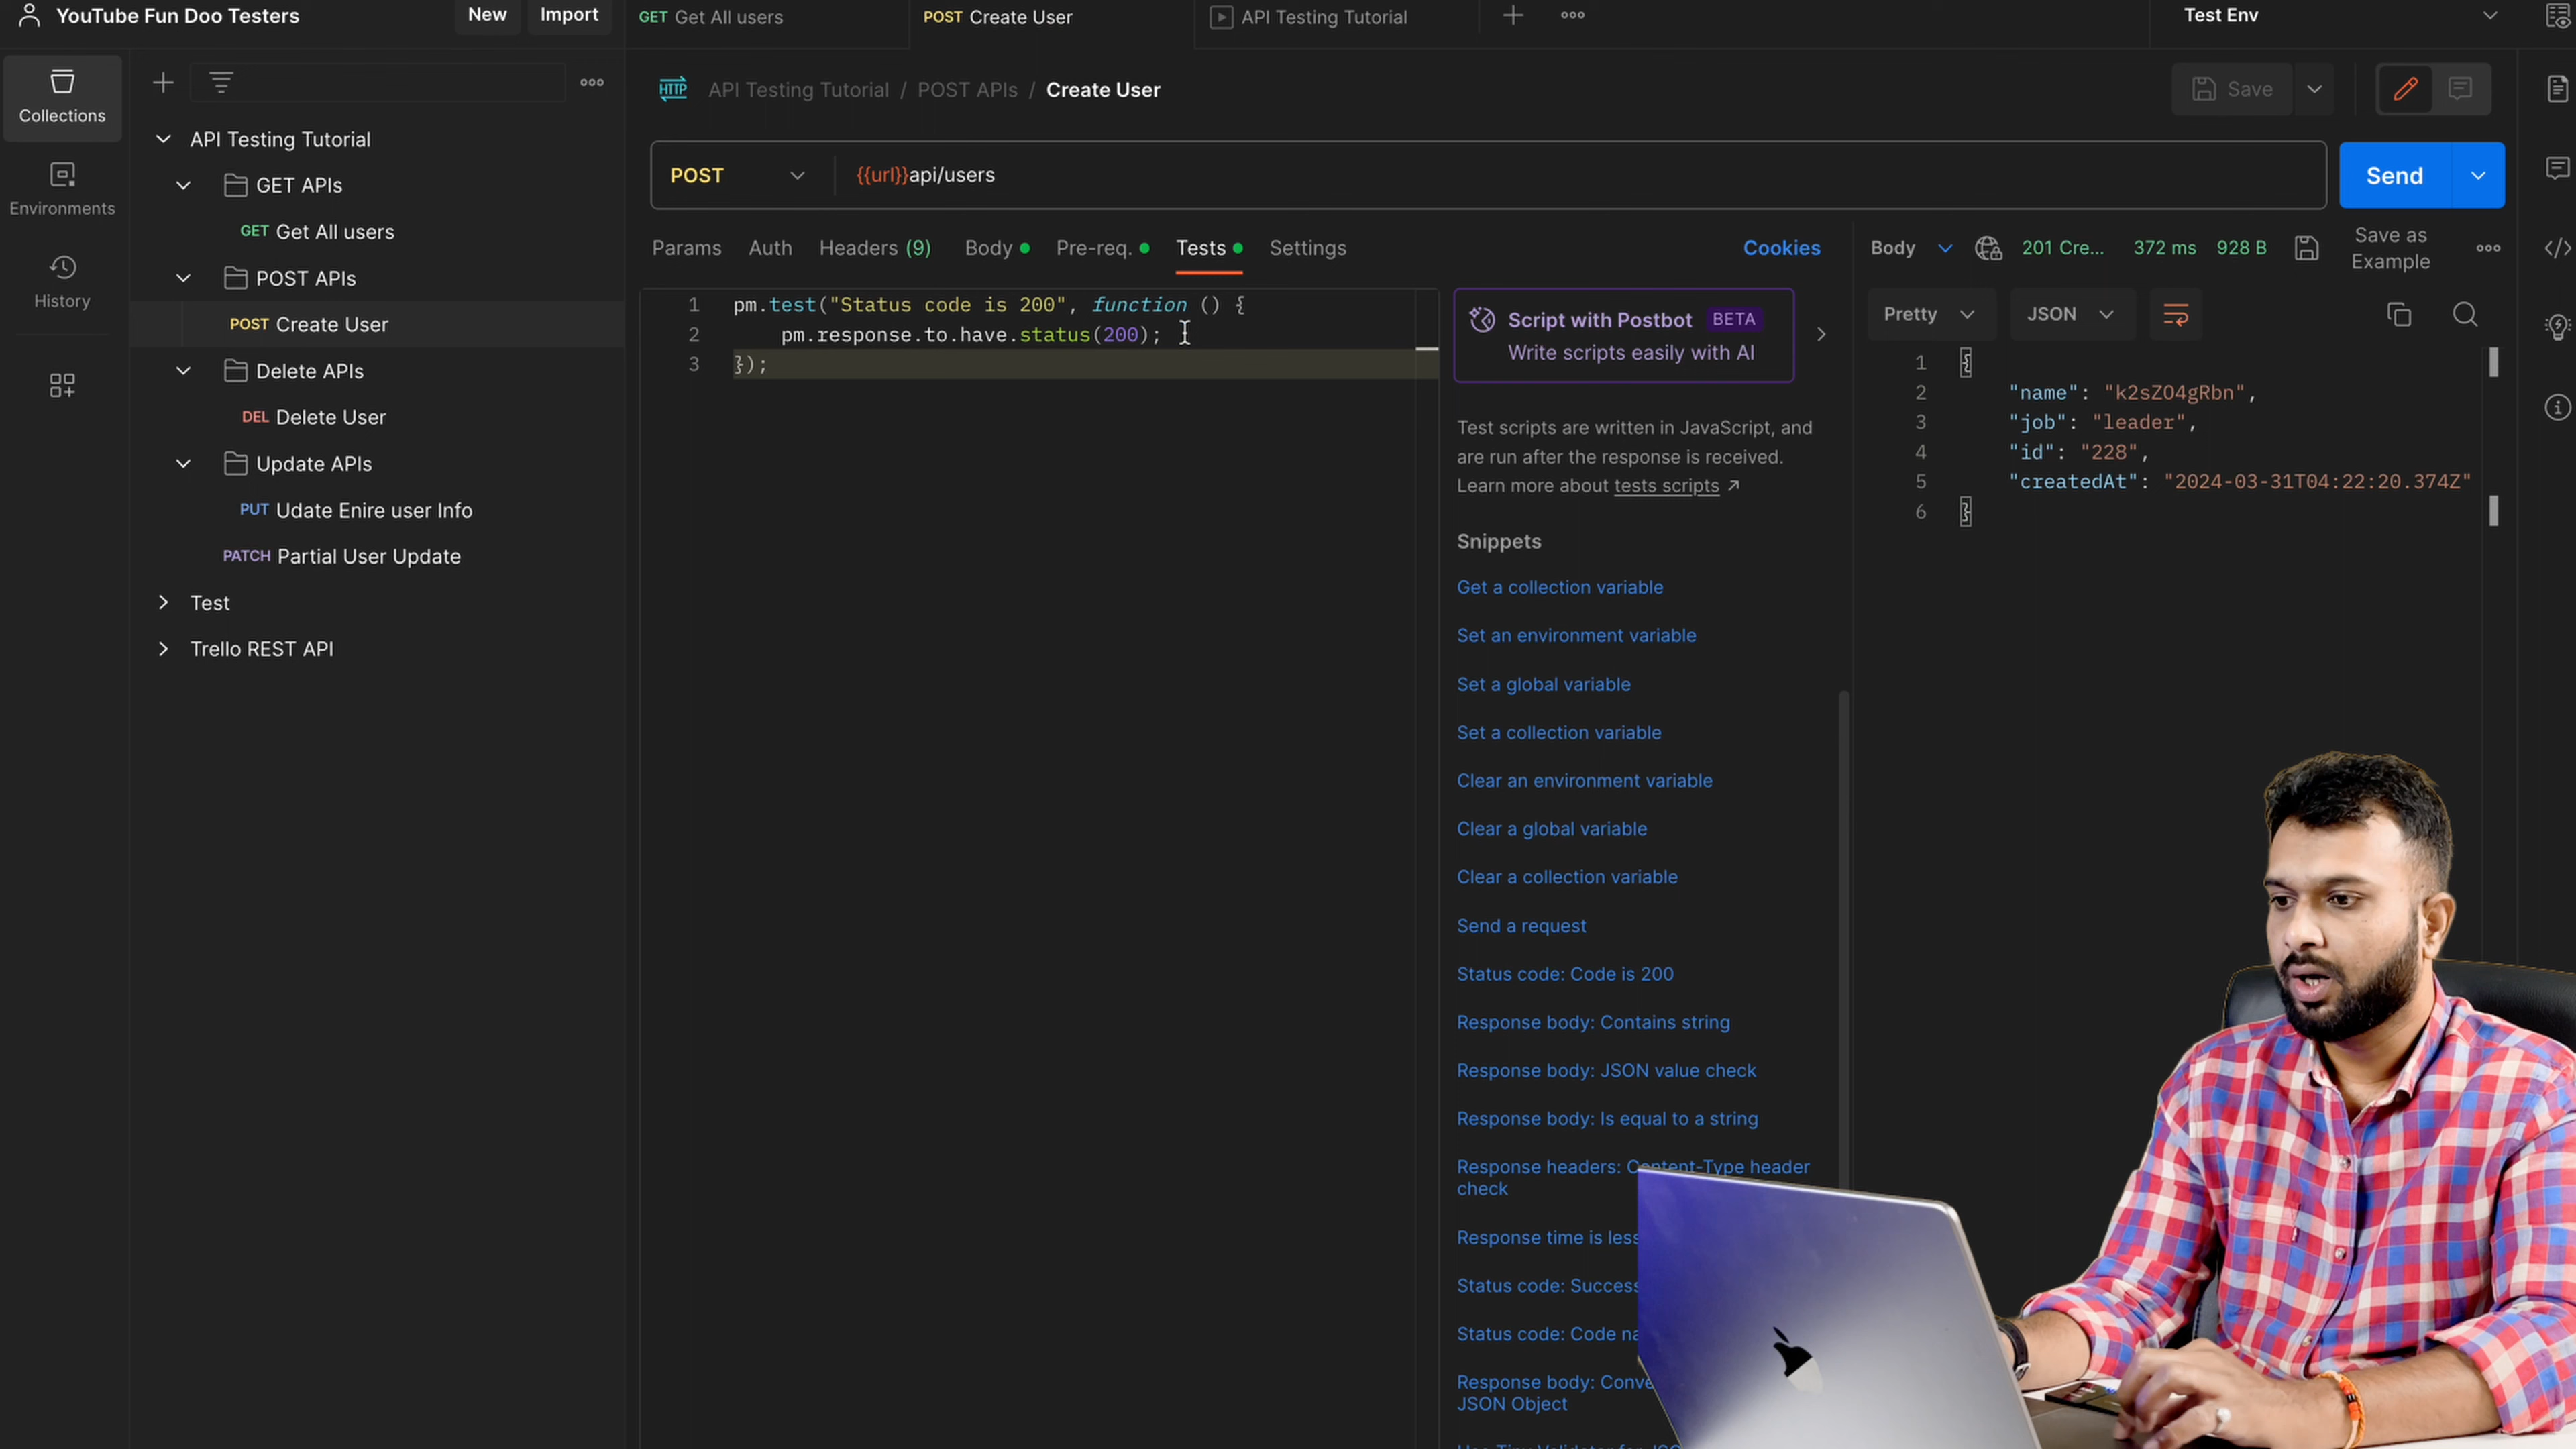 YouTube Fun Doo Testers
New
Import
GET Get All users
POST Create User
API Testing Tutorial
Test Env
Collections
Environments
History
API Testing Tutorial
GET APIs
GET Get All users
POST APIs
POST Create User
Delete APIs
DEL Delete User
Update APIs
PUT Udate Enire user Info
PATCH Partial User Update
Test
Trello REST API
HTTP API Testing Tutorial / POST APIs / Create User
Save
POST
{{url}}api/users
Send
Params
Auth
Headers (9)
Body
Pre-req.
Tests
Settings
Cookies
1 pm.test("Status code is 200", function () {
2 pm.response.to.have.status(200);
3 });
Script with Postbot BETA
Write scripts easily with AI
Test scripts are written in JavaScript, and
are run after the response is received.
Learn more about tests scripts ↗
Snippets
Get a collection variable
Set an environment variable
Set a global variable
Set a collection variable
Clear an environment variable
Clear a global variable
Clear a collection variable
Send a request
Status code: Code is 200
Response body: Contains string
Response body: JSON value check
Response body: Is equal to a string
Response headers: Content-Type header
check
Response time is less
Status code:
Status code: Code
Response body:
JSON Object
Body
201 Cre...
372 ms
928 B
Save as
Example
Pretty
JSON
1 {
2 "name": "k2sZO4gRbn",
3 "job": "leader",
4 "id": "228",
5 "createdAt": "2024-03-31T04:22:20.374Z"
6 }